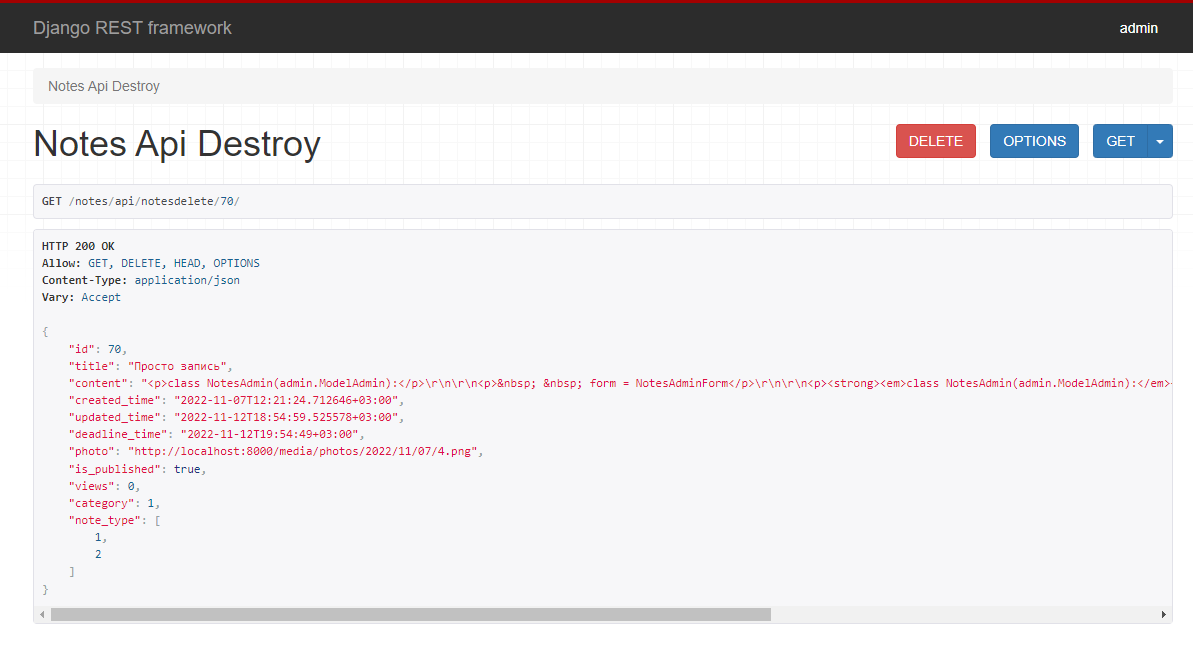 Django REST framework
admin
Notes Api Destroy
Notes Api Destroy
DELETE
OPTIONS
GET
GET /notes/api/notesdelete/70/
HTTP 200 OK
Allow: GET, DELETE, HEAD, OPTIONS
Content-Type: application/json
Vary: Accept
{
"id": 70,
"title": "Просто запись",
"content": "<p>class NotesAdmin(admin.ModelAdmin):</p>\r\n\r\n<p>&nbsp; &nbsp; form = NotesAdminForm</p>\r\n\r\n<p><strong><em>class NotesAdmin(admin.ModelAdmin):</em>
"created_time": "2022-11-07T12:21:24.712646+03:00",
"updated_time": "2022-11-12T18:54:59.525578+03:00",
"deadline_time": "2022-11-12T19:54:49+03:00",
"photo": "http://localhost:8000/media/photos/2022/11/07/4.png",
"is_published": true,
"views": 0,
"category": 1,
"note_type": [
1,
2
]
}